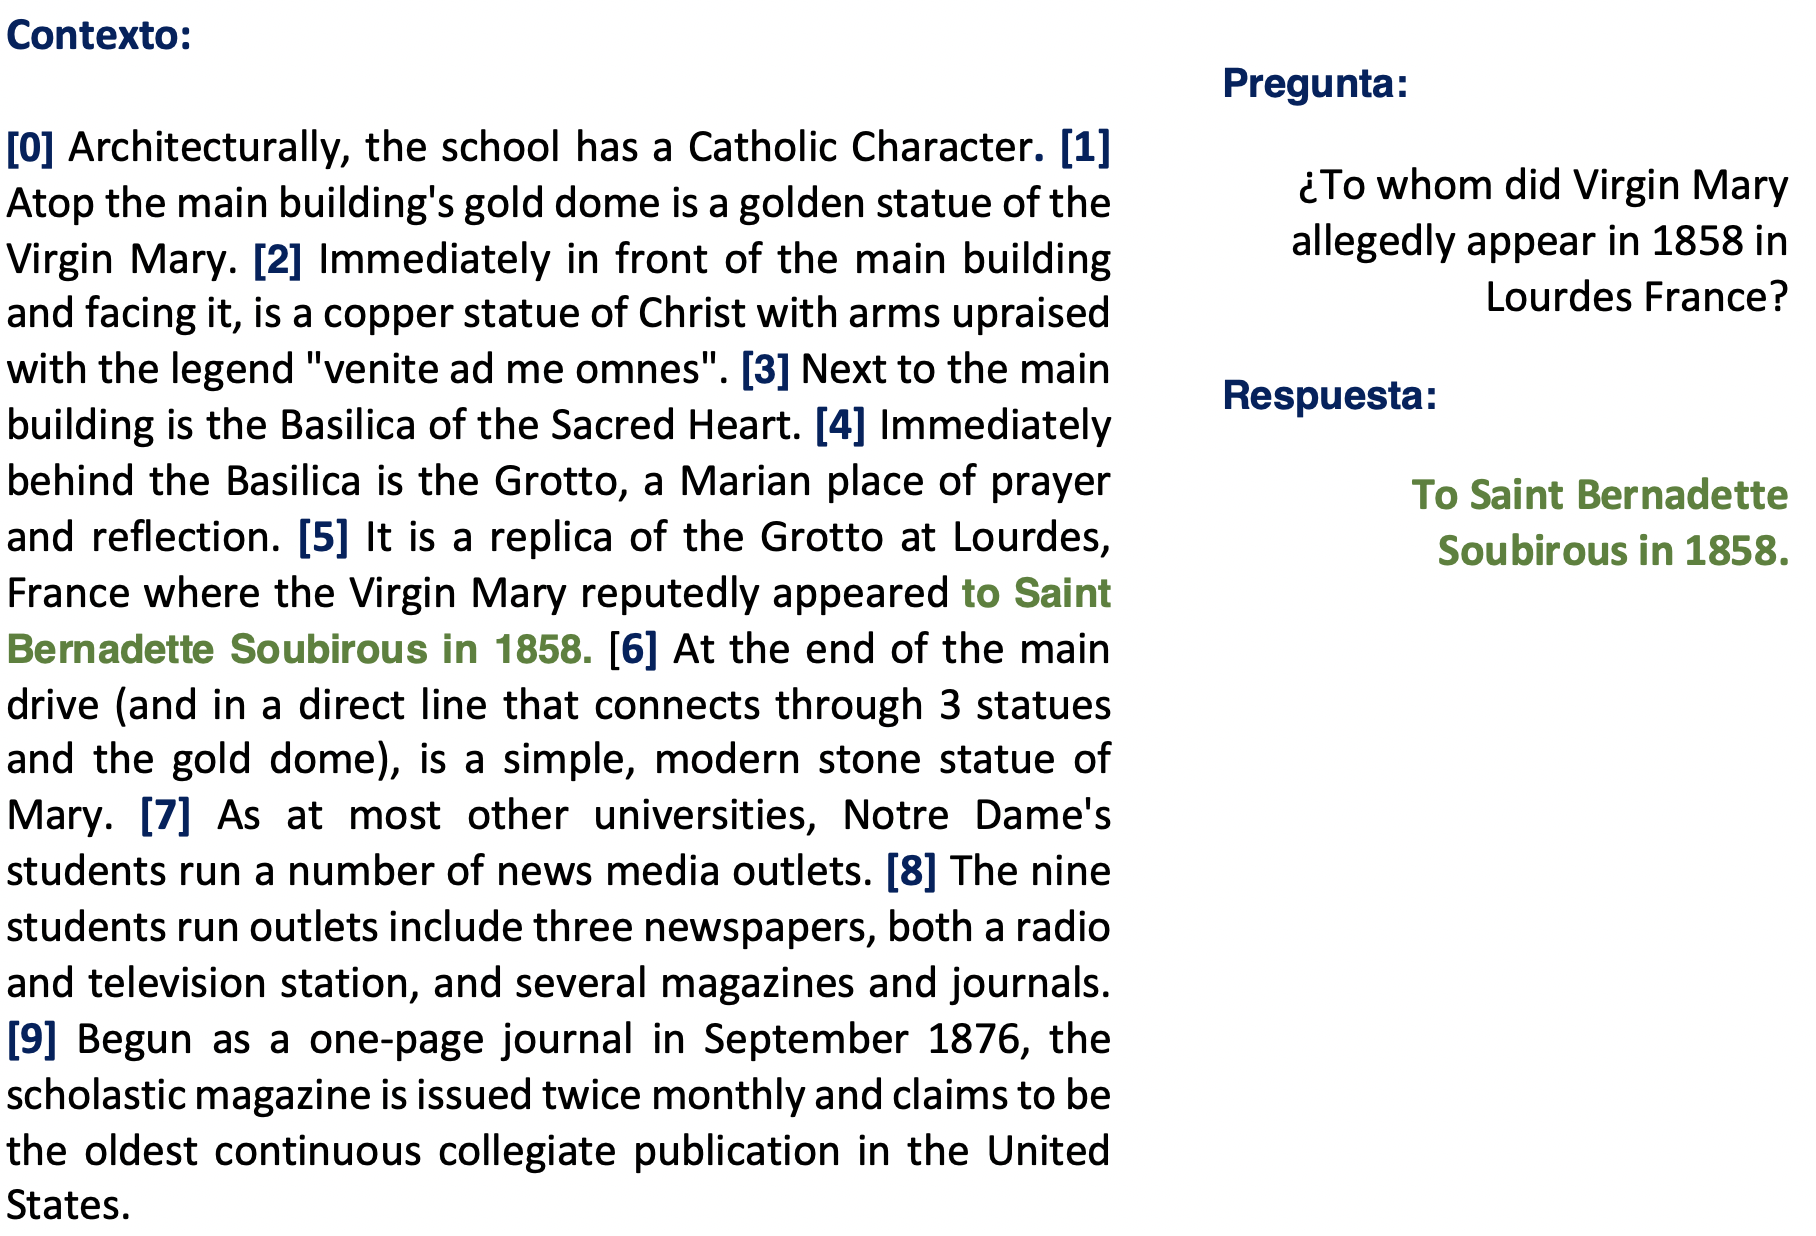 Contexto:
[0] Architecturally, the school has a Catholic Character. [1]
Atop the main building's gold dome is a golden statue of the
Virgin Mary. [2] Immediately in front of the main building
and facing it, is a copper statue of Christ with arms upraised
with the legend "venite ad me omnes". [3] Next to the main
building is the Basilica of the Sacred Heart. [4] Immediately
behind the Basilica is the Grotto, a Marian place of prayer
and reflection. [5] It is a replica of the Grotto at Lourdes,
France where the Virgin Mary reputedly appeared to Saint
Bernadette Soubirous in 1858. [6] At the end of the main
drive (and in a direct line that connects through 3 statues
and the gold dome), is a simple, modern stone statue of
Mary. [7] As at most other universities, Notre Dame's
students run a number of news media outlets. [8] The nine
students run outlets include three newspapers, both a radio
and television station, and several magazines and journals.
[9] Begun as a one-page journal in September 1876, the
scholastic magazine is issued twice monthly and claims to be
the oldest continuous collegiate publication in the United
States.
Pregunta:
¿To whom did Virgin Mary
allegedly appear in 1858 in
Lourdes France?
Respuesta:
To Saint Bernadette
Soubirous in 1858.